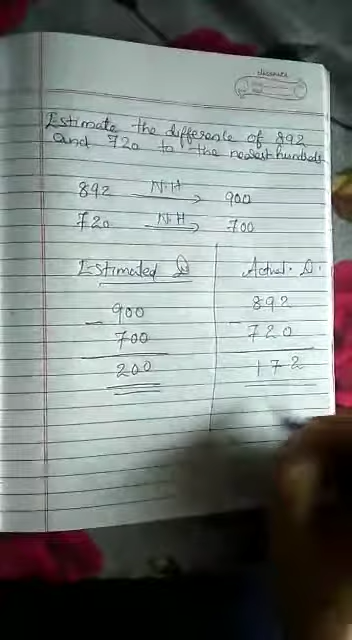 Estimate the difference of 892
and 720 to the nearest hundreds
892 N.H → 900
720 N.H → 700
Estimated D
Actual. D.
900
− 700
200
892
− 720
172